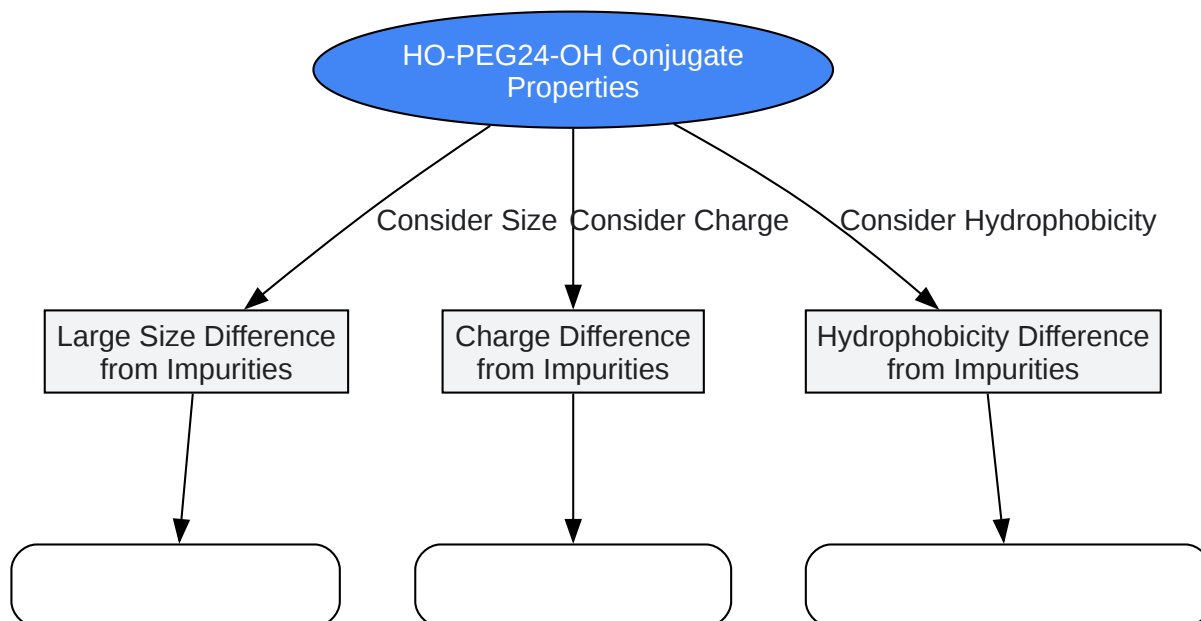 HO-PEG24-OH Conjugate
Properties
Consider Size
Consider Charge
Consider Hydrophobicity
Large Size Difference
from Impurities
Charge Difference
from Impurities
Hydrophobicity Difference
from Impurities